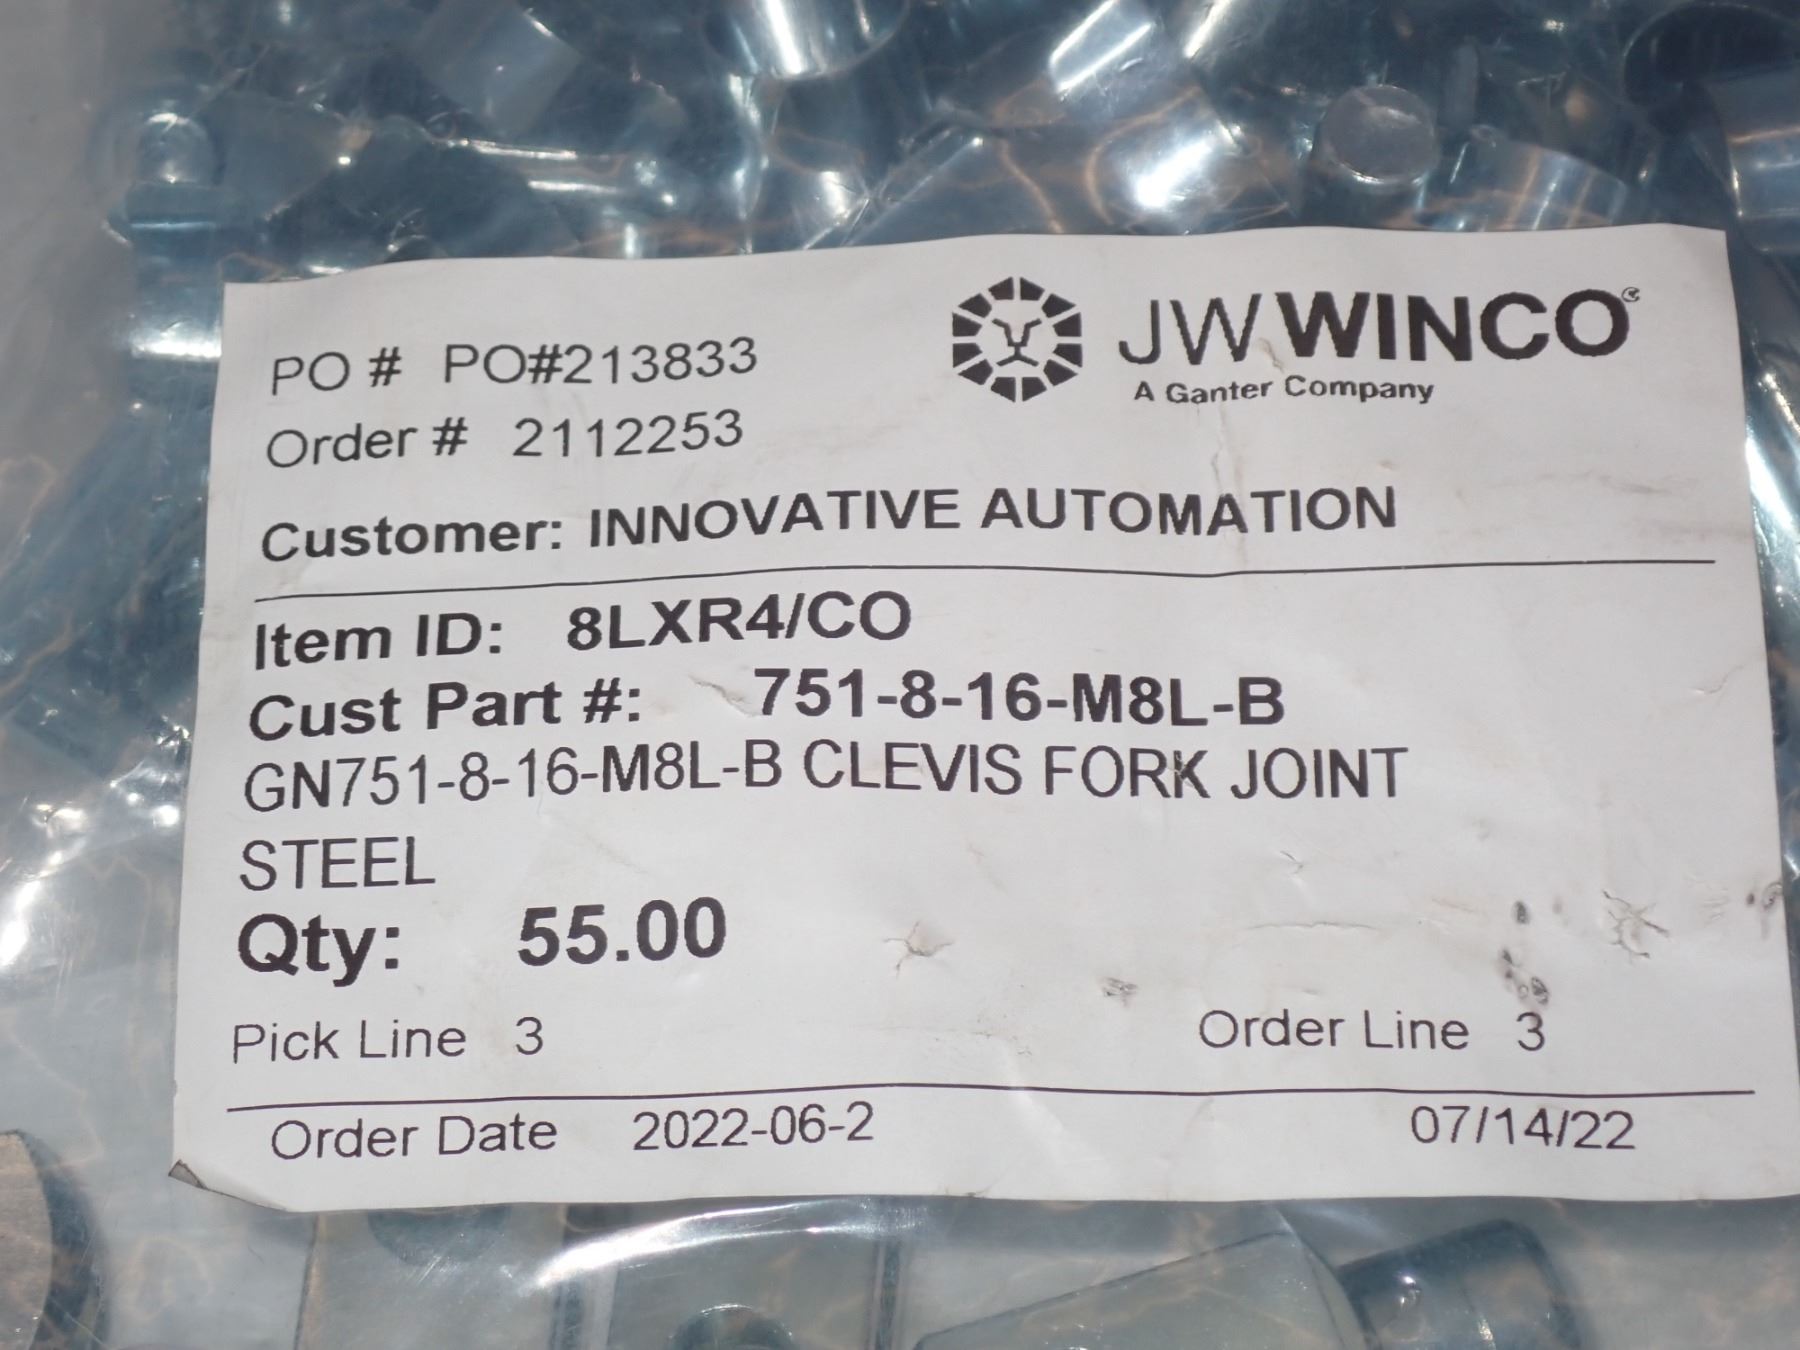 PO # PO#213833
JW WINCO
A Ganter Company
Order # 2112253
Customer: INNOVATIVE AUTOMATION
Item ID: 8LXR4/CO
Cust Part #: 751-8-16-M8L-B
GN751-8-16-M8L-B CLEVIS FORK JOINT
STEEL
Qty: 55.00
Pick Line 3 Order Line 3
Order Date 2022-06-2 07/14/22